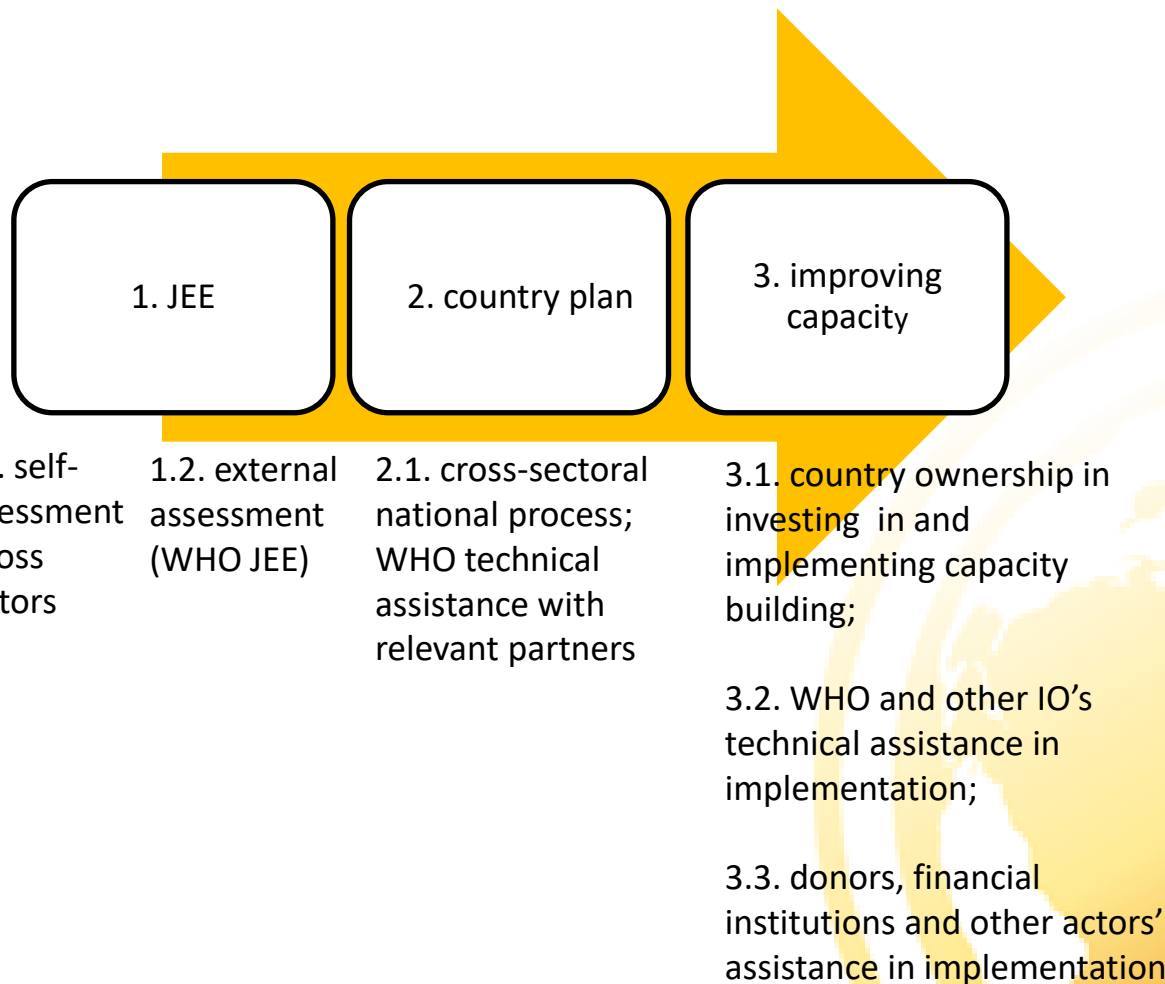 1. JEE
2. country plan
3. improving
capacity
. self-
essment
oss
tors
1.2. external
assessment
(WHO JEE)
2.1. cross-sectoral
national process;
WHO technical
assistance with
relevant partners
3.1. country ownership in
investing in and
implementing capacity
building;
3.2. WHO and other IO’s
technical assistance in
implementation;
3.3. donors, financial
institutions and other actors’
assistance in implementation